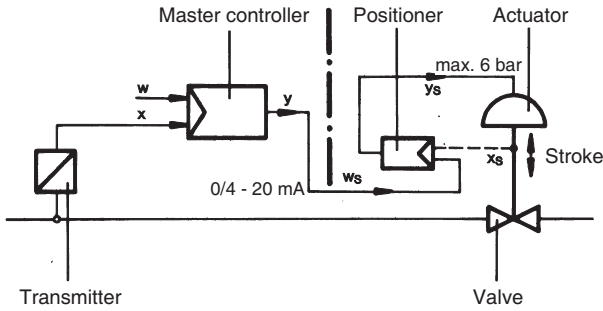 Master controller
Positioner
Actuator
max. 6 bar
w
y
yS
x
xS
Stroke
wS
0/4 - 20 mA
Transmitter
Valve